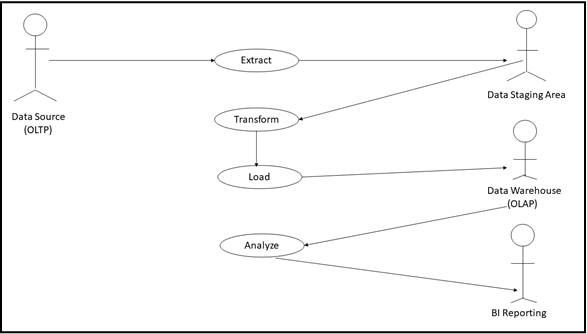 Extract
Data Source
(OLTP)
Data Staging Area
Transform
Load
Data Warehouse
(OLAP)
Analyze
BI Reporting